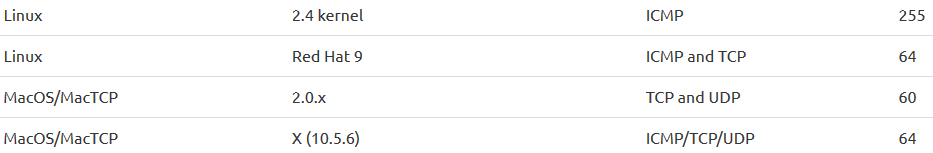 Linux 2.4 kernel ICMP 255
Linux Red Hat 9 ICMP and TCP 64
MacOS/MacTCP 2.0.x TCP and UDP 60
MacOS/MacTCP X (10.5.6) ICMP/TCP/UDP 64